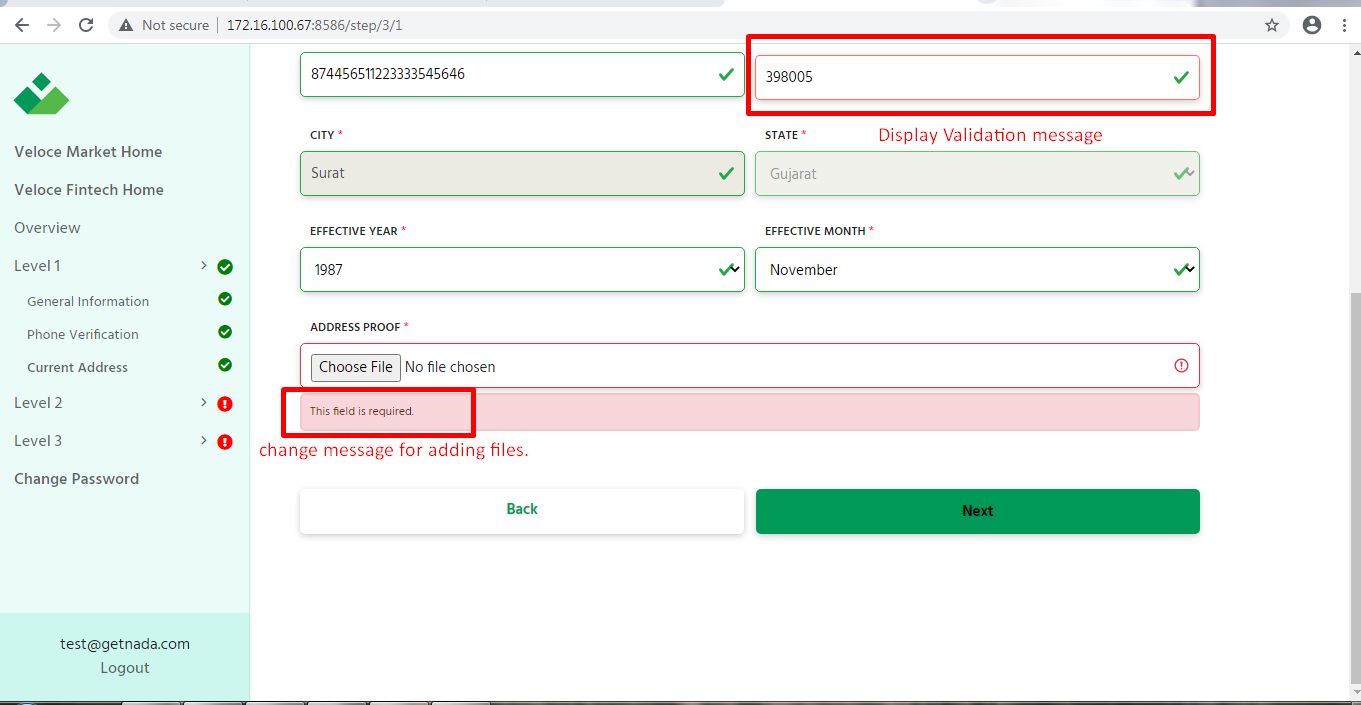 Not secure | 172.16.100.67:8586/step/3/1
Veloce Market Home
Veloce Fintech Home
Overview
Level 1
General Information
Phone Verification
Current Address
Level 2
Level 3
Change Password
test@getnada.com
Logout
874456511223333545646
398005
Display Validation message
CITY *
STATE *
Surat
Gujarat
EFFECTIVE YEAR *
EFFECTIVE MONTH *
1987
November
ADDRESS PROOF *
Choose File No file chosen
This field is required.
change message for adding files.
Back
Next